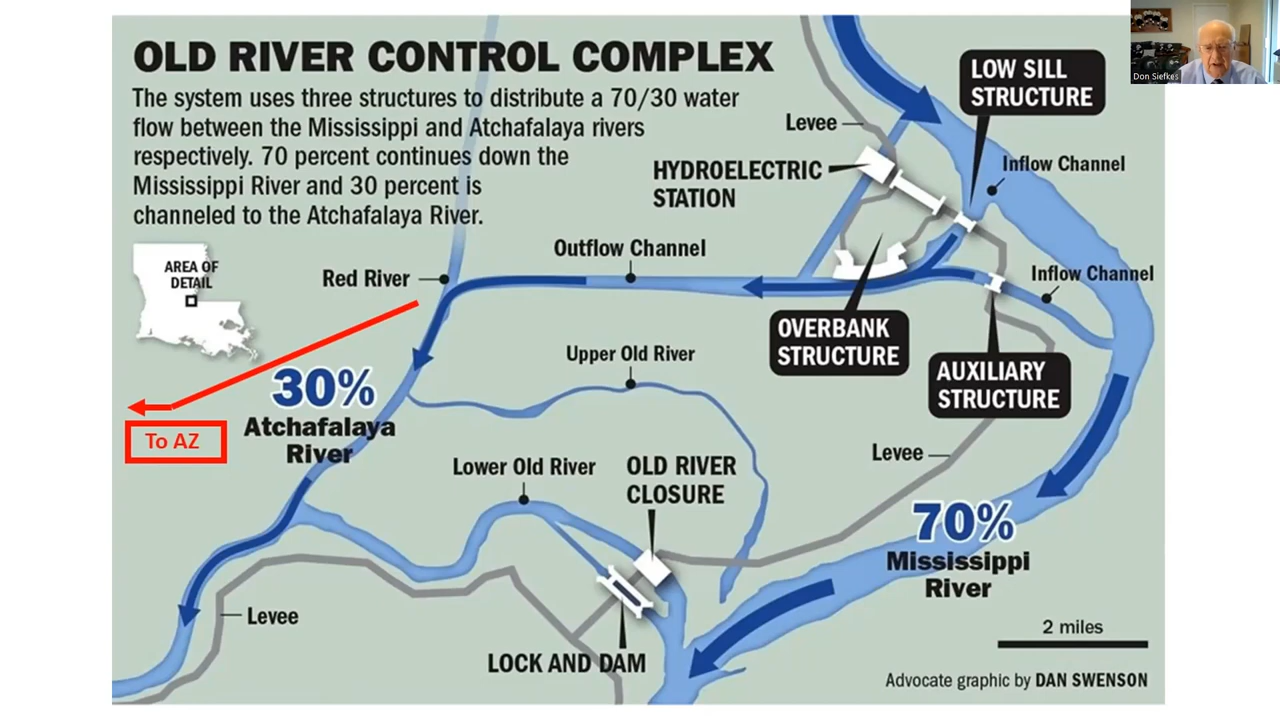 OLD RIVER CONTROL COMPLEX
The system uses three structures to distribute a 70/30 water
flow between the Mississippi and Atchafalaya rivers
respectively. 70 percent continues down the
Mississippi River and 30 percent is
channeled to the Atchafalaya River.
Don Siefkes
LOW SILL
STRUCTURE
Levee
Inflow Channel
HYDROELECTRIC
STATION
Outflow Channel
AREA OF
DETAIL
Red River
Inflow Channel
OVERBANK
STRUCTURE
Upper Old River
AUXILIARY
STRUCTURE
30%
Atchafalaya
River
To AZ
Lower Old River
OLD RIVER
CLOSURE
Levee
70%
Mississippi
River
Levee
2 miles
LOCK AND DAM
Advocate graphic by DAN SWENSON